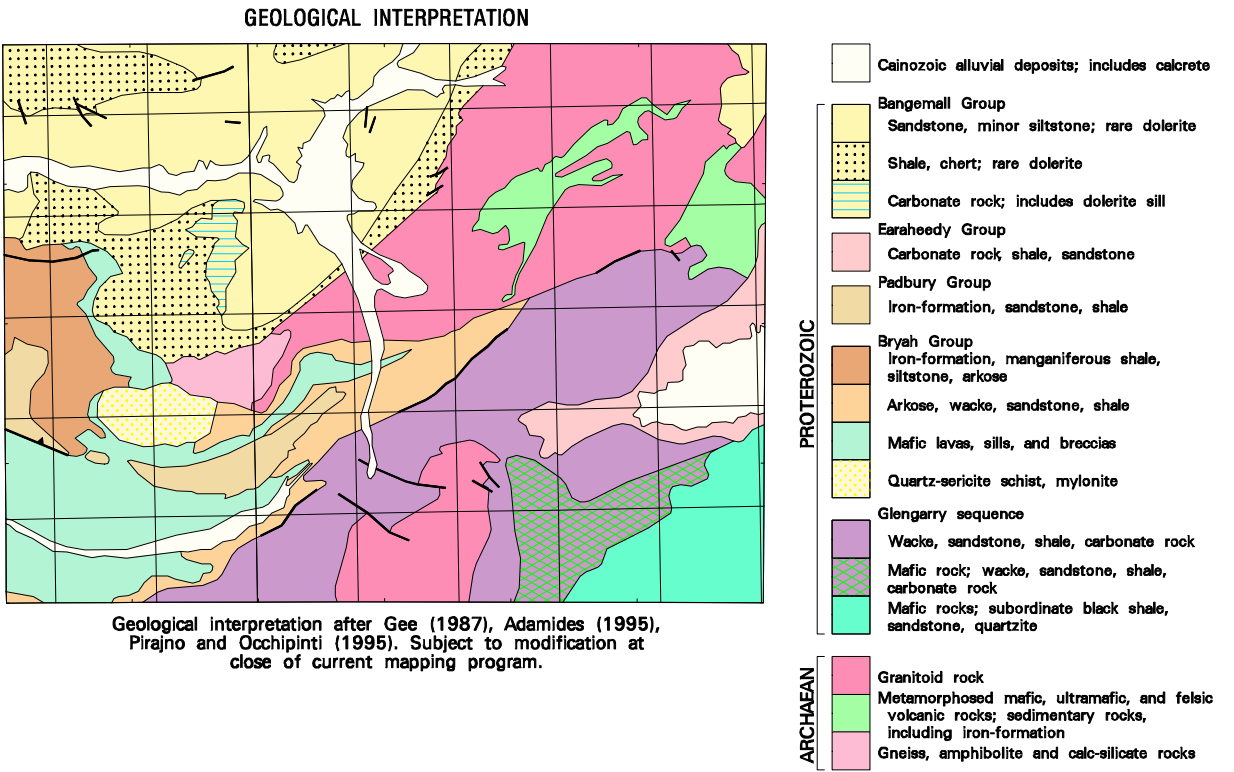 GEOLOGICAL INTERPRETATION
Geological interpretation after Gee (1987), Adamides (1995),
Pirajno and Occhipinti (1995). Subject to modification at
close of current mapping program.
Cainozoic alluvial deposits; includes calcrete
PROTEROZOIC
Bangemall Group
Sandstone, minor siltstone; rare dolerite
Shale, chert; rare dolerite
Carbonate rock; includes dolerite sill
Earaheedy Group
Carbonate rock, shale, sandstone
Padbury Group
Iron-formation, sandstone, shale
Bryah Group
Iron-formation, manganiferous shale,
siltstone, arkose
Arkose, wacke, sandstone, shale
Mafic lavas, sills, and breccias
Quartz-sericite schist, mylonite
Glengarry sequence
Wacke, sandstone, shale, carbonate rock
Mafic rock; wacke, sandstone, shale,
carbonate rock
Mafic rocks; subordinate black shale,
sandstone, quartzite
ARCHAEAN
Granitoid rock
Metamorphosed mafic, ultramafic, and felsic
volcanic rocks; sedimentary rocks,
including iron-formation
Gneiss, amphibolite and calc-silicate rocks